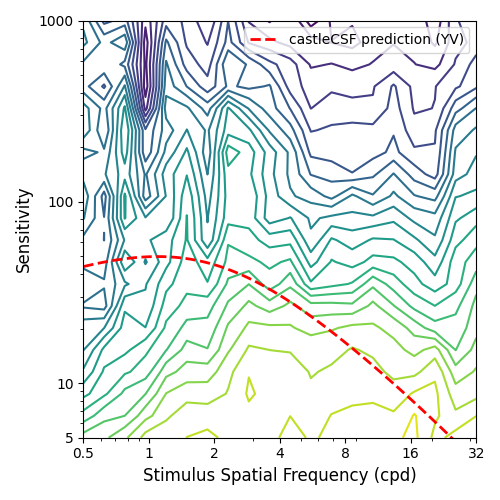 1000
castleCSF prediction (YV)
Sensitivity
100
10
5
0.5 1 2 4 8 16 32
Stimulus Spatial Frequency (cpd)